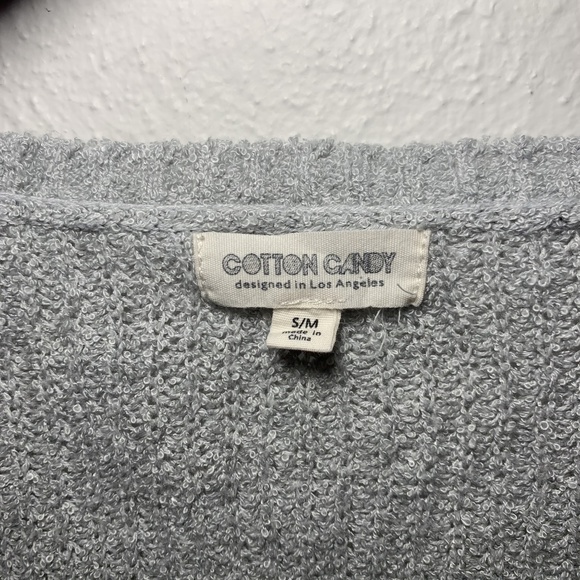 COTTON CANDY
designed in Los Angeles
S/M
made in
China